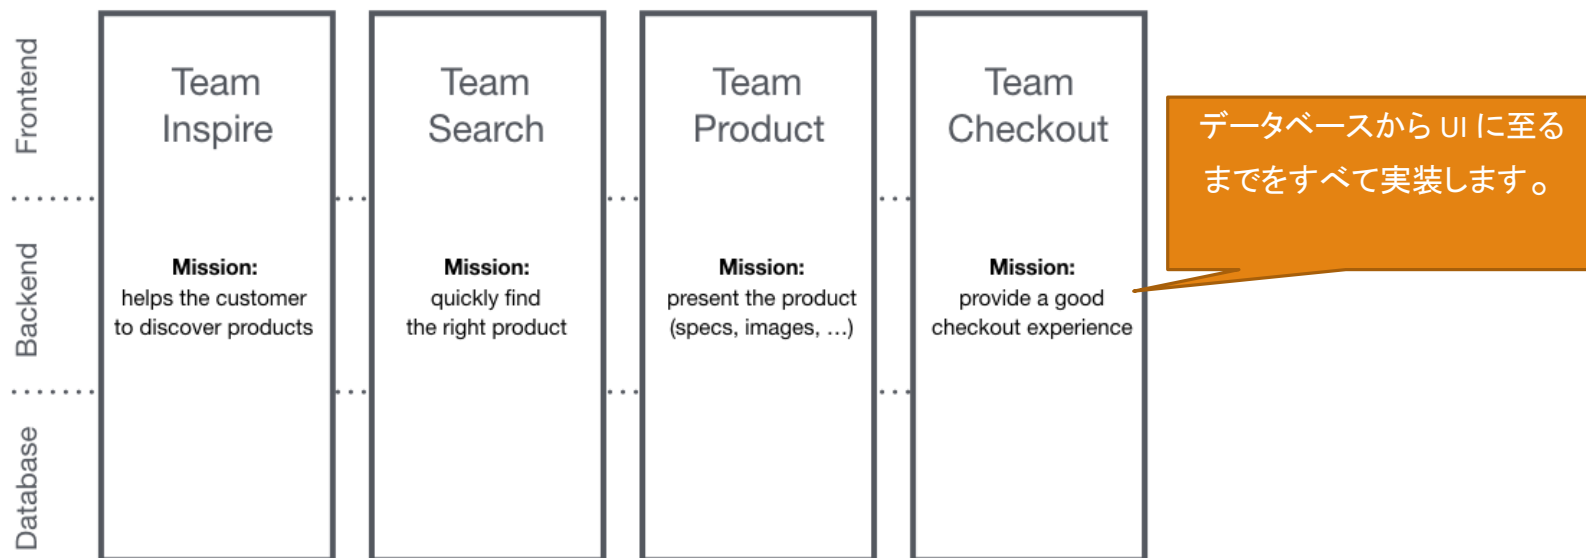 Frontend
Backend
Database
Team
Inspire
Mission:
helps the customer
to discover products
Team
Search
Mission:
quickly find
the right product
Team
Product
Mission:
present the product
(specs, images, …)
Team
Checkout
Mission:
provide a good
checkout experience
データベースから UI に至る
までをすべて実装します。